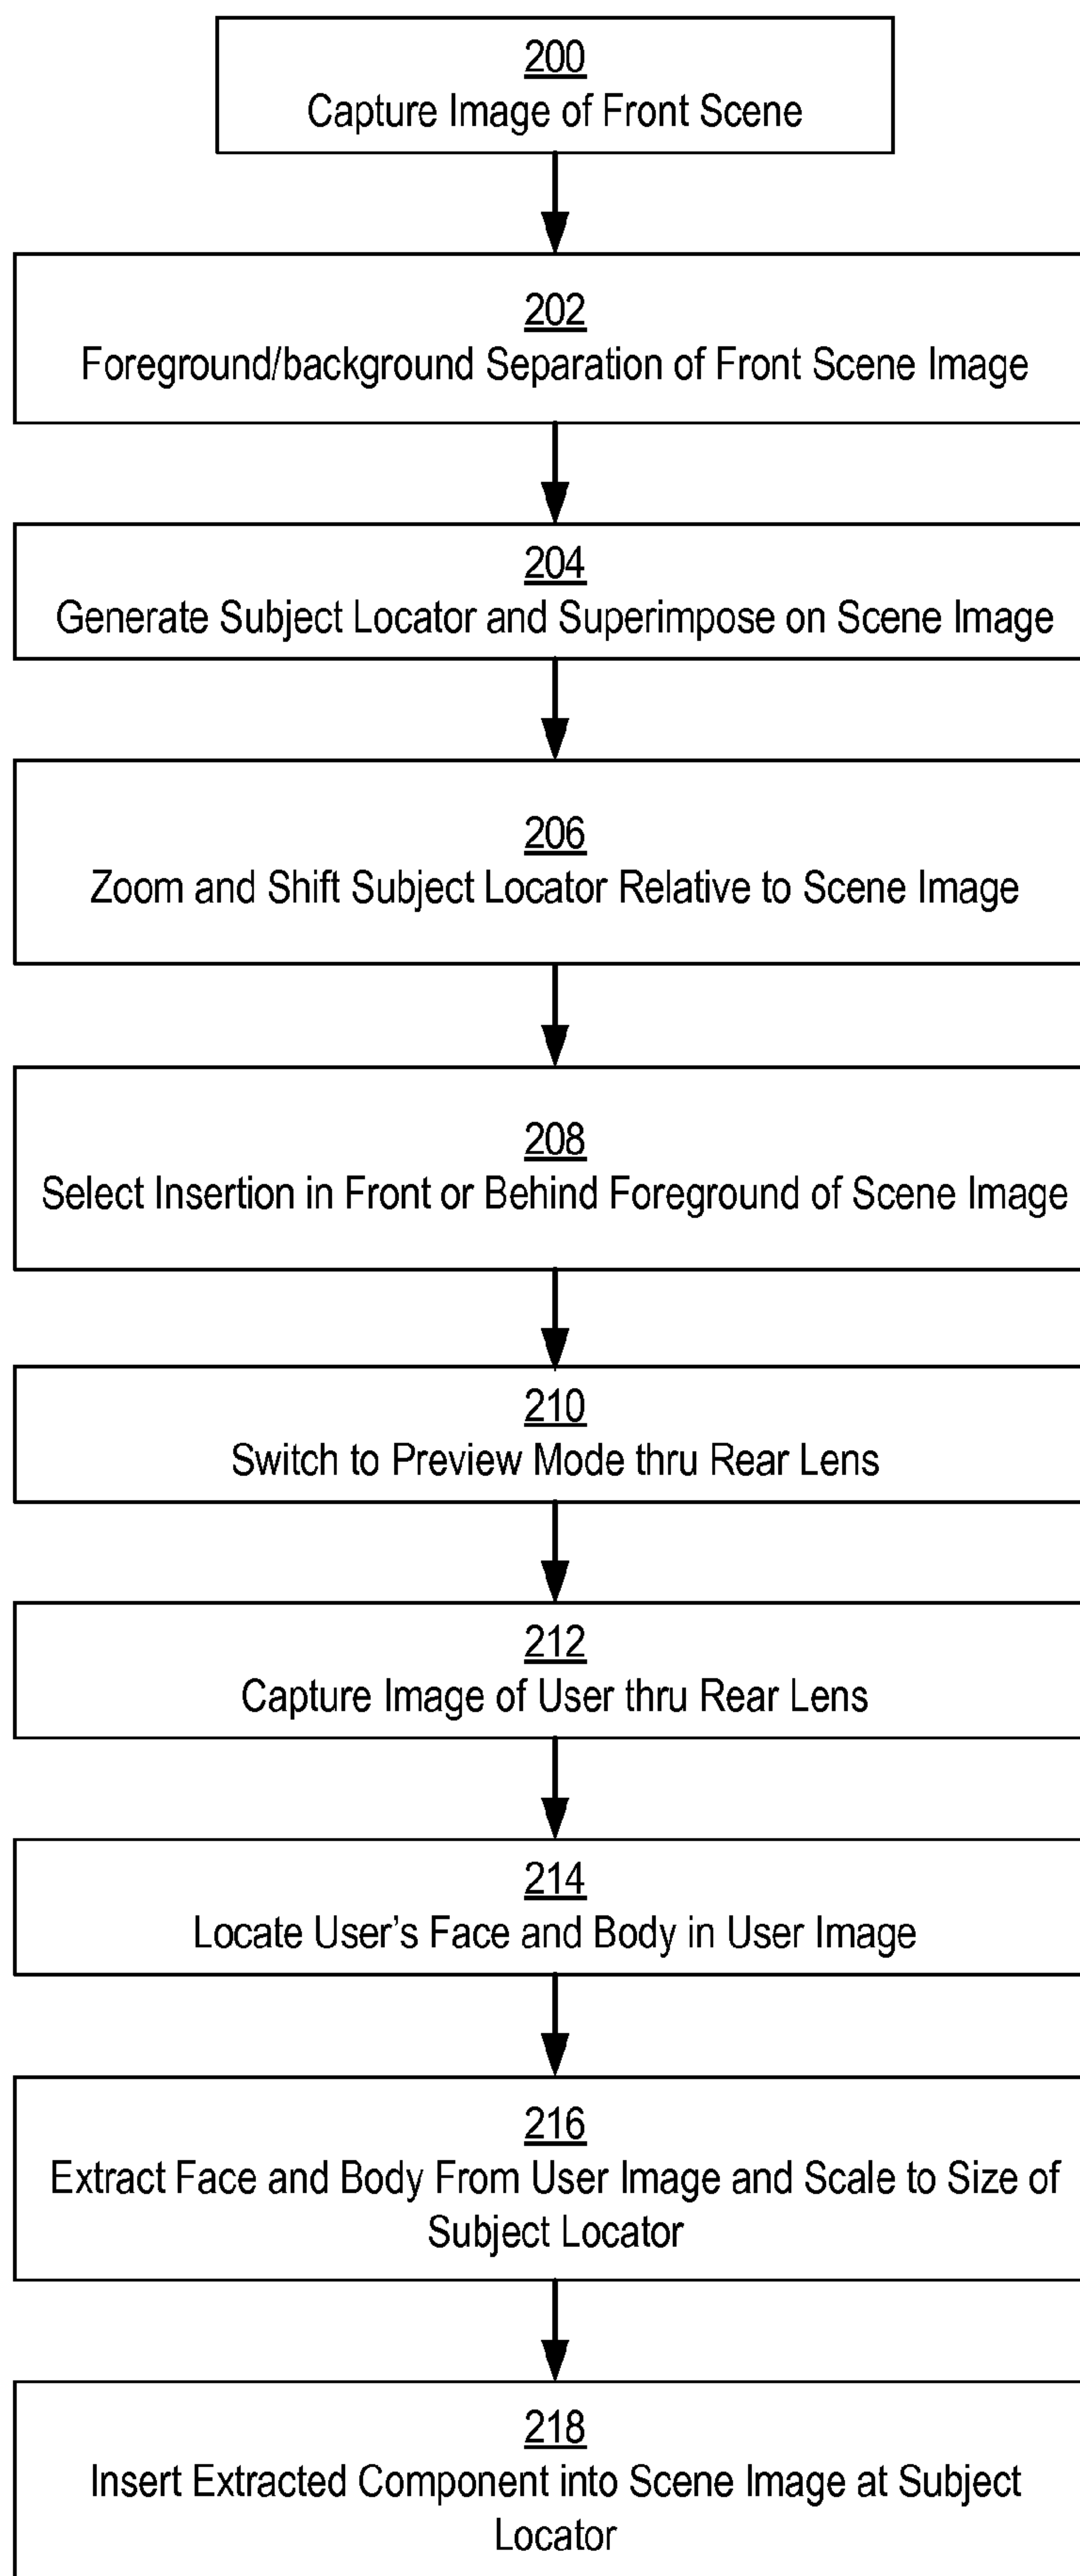 200
Capture Image of Front Scene
202
Foreground/background Separation of Front Scene Image
204
Generate Subject Locator and Superimpose on Scene Image
206
Zoom and Shift Subject Locator Relative to Scene Image
208
Select Insertion in Front or Behind Foreground of Scene Image
210
Switch to Preview Mode thru Rear Lens
212
Capture Image of User thru Rear Lens
214
Locate User’s Face and Body in User Image
216
Extract Face and Body From User Image and Scale to Size of
Subject Locator
218
Insert Extracted Component into Scene Image at Subject
Locator